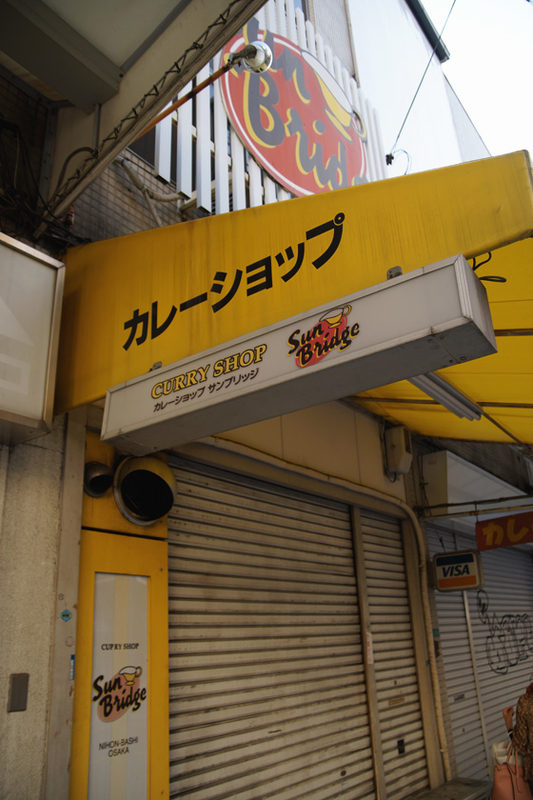 Sun
Bridge
カレーショップ
CURRY SHOP
カレーショップ サンブリッジ
Sun
Bridge
カレ
VISA
CURRY SHOP
Sun
Bridge
NIHON-BASHI
OSAKA